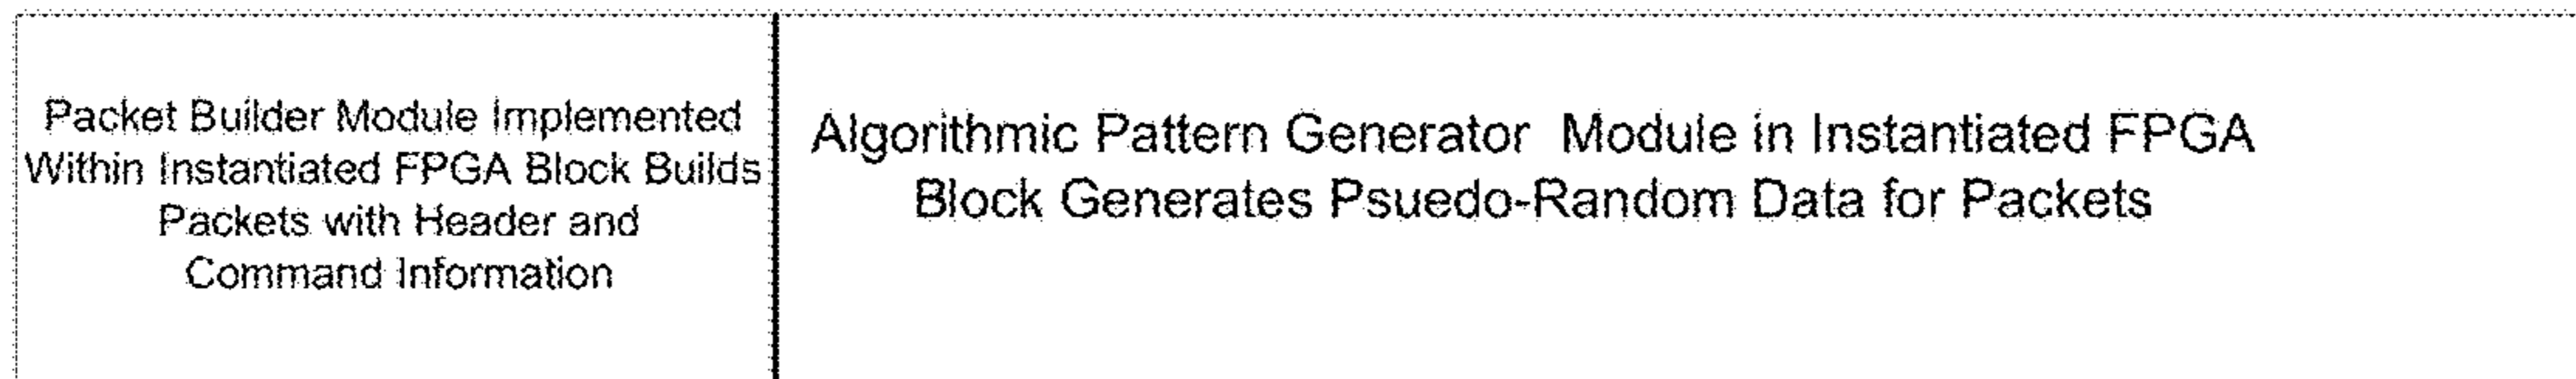 Packet Builder Module Implemented
Within Instantiated FPGA Block Builds
Packets with Header and
Command Information
Algorithmic Pattern Generator Module in Instantiated FPGA
Block Generates Psuedo-Random Data for Packets